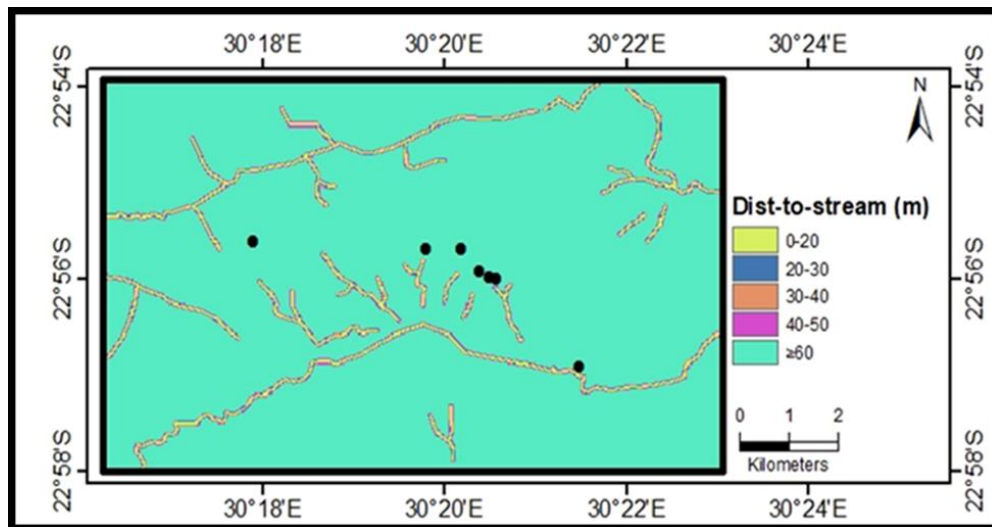 30°18'E 30°20'E 30°22'E 30°24'E
22°54'S 22°54'S
N
Dist-to-stream (m)
0-20
20-30
30-40
40-50
≥60
22°56'S 22°56'S
0 1 2
Kilometers
22°58'S 22°58'S
30°18'E 30°20'E 30°22'E 30°24'E